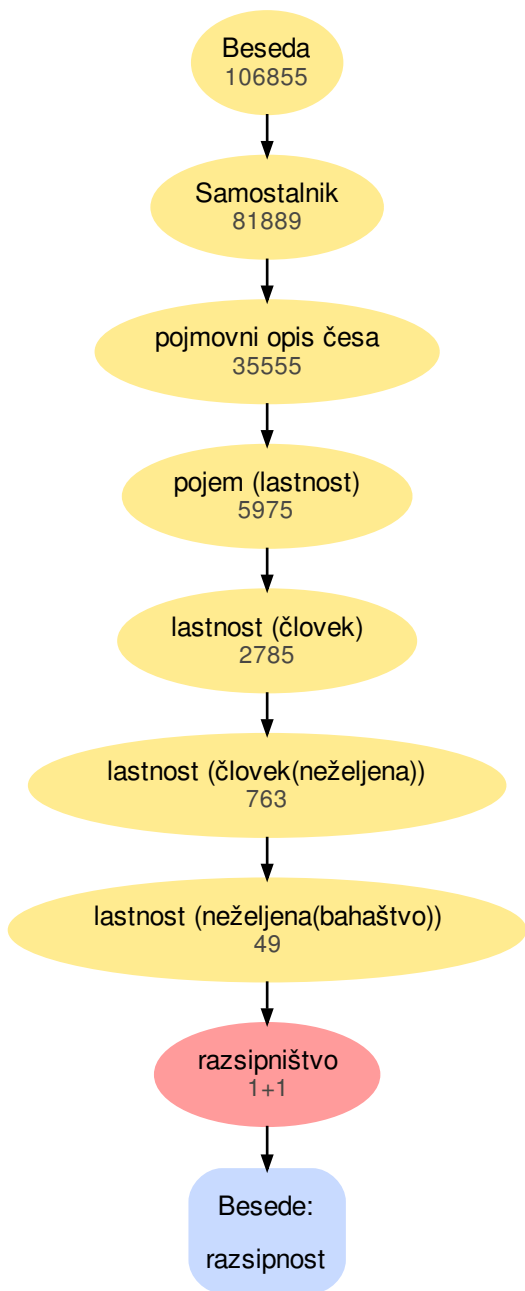 Beseda
106855
Samostalnik
81889
pojmovni opis česa
35555
pojem (lastnost)
5975
lastnost (človek)
2785
lastnost (človek(neželjena))
763
lastnost (neželjena(bahaštvo))
49
razsipništvo
1+1
Besede:
razsipnost